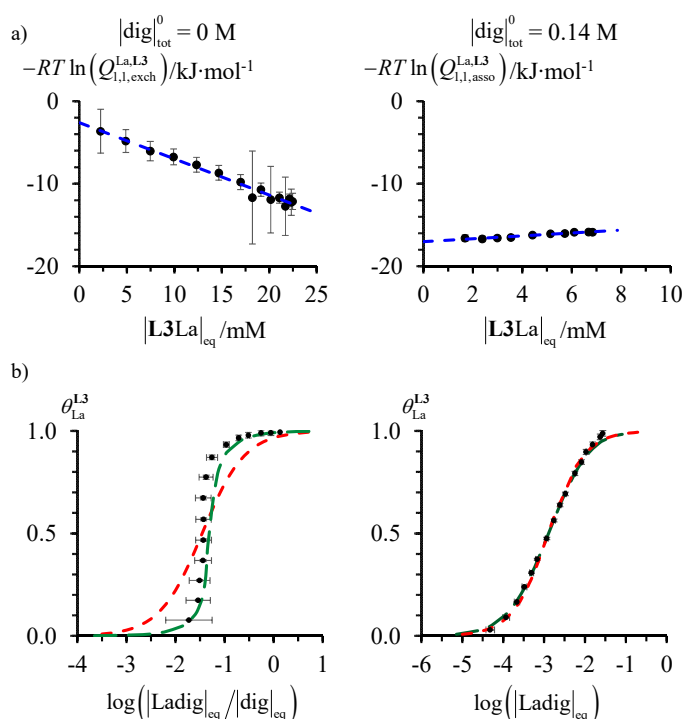 a)
|dig|⁰tot = 0 M
|dig|⁰tot = 0.14 M
−RT ln(Q^La,L3_1,1,exch)/kJ·mol⁻¹
−RT ln(Q^La,L3_1,1,asso)/kJ·mol⁻¹
0
-10
-20
0 5 10 15 20 25
|L3La|eq /mM
0
-10
-20
0 2 4 6 8 10
|L3La|eq /mM
b)
θ^L3_La
1.0
0.5
0.0
-4 -3 -2 -1 0 1
log(|Ladig|eq/|dig|eq)
θ^L3_La
1.0
0.5
0.0
-6 -5 -4 -3 -2 -1 0
log(|Ladig|eq)